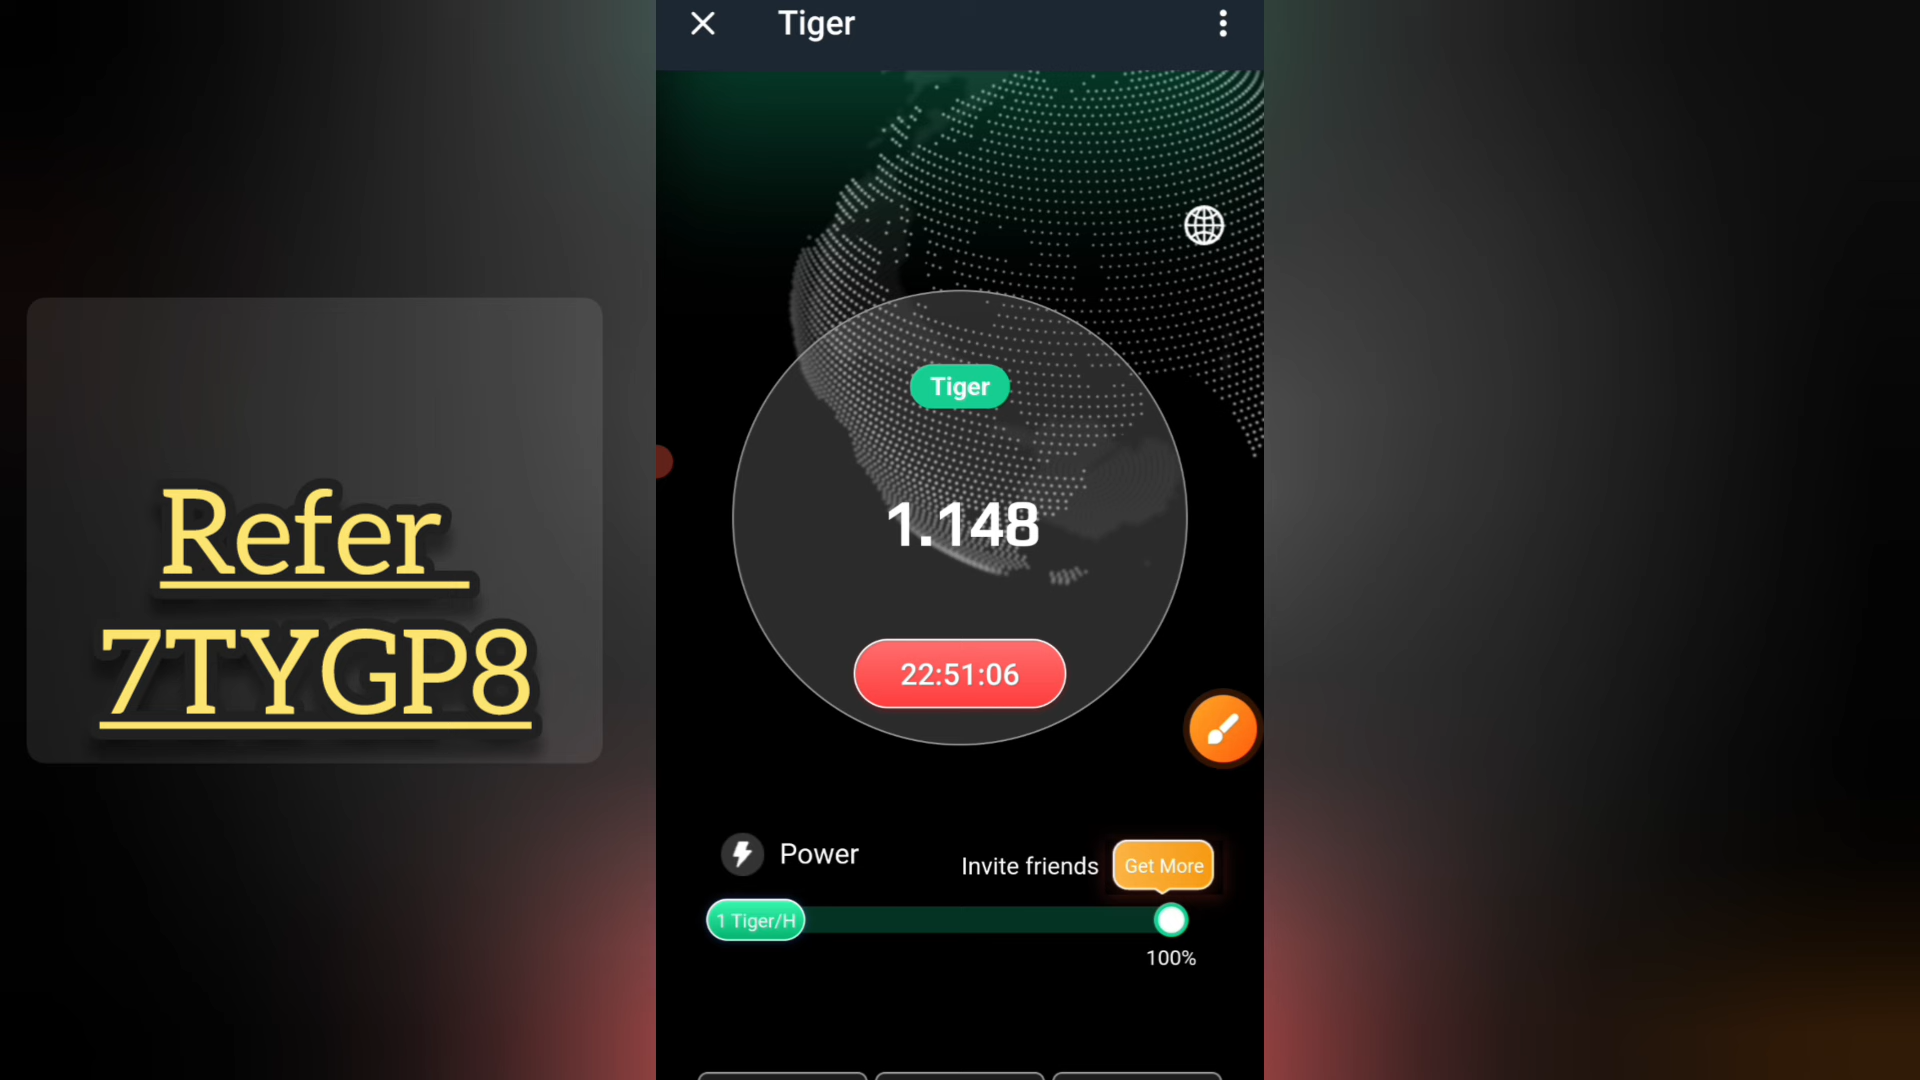 Tiger
Tiger
1.148
22:51:06
Refer
7TYGP8
Power
Invite friends
Get More
1 Tiger/H
100%